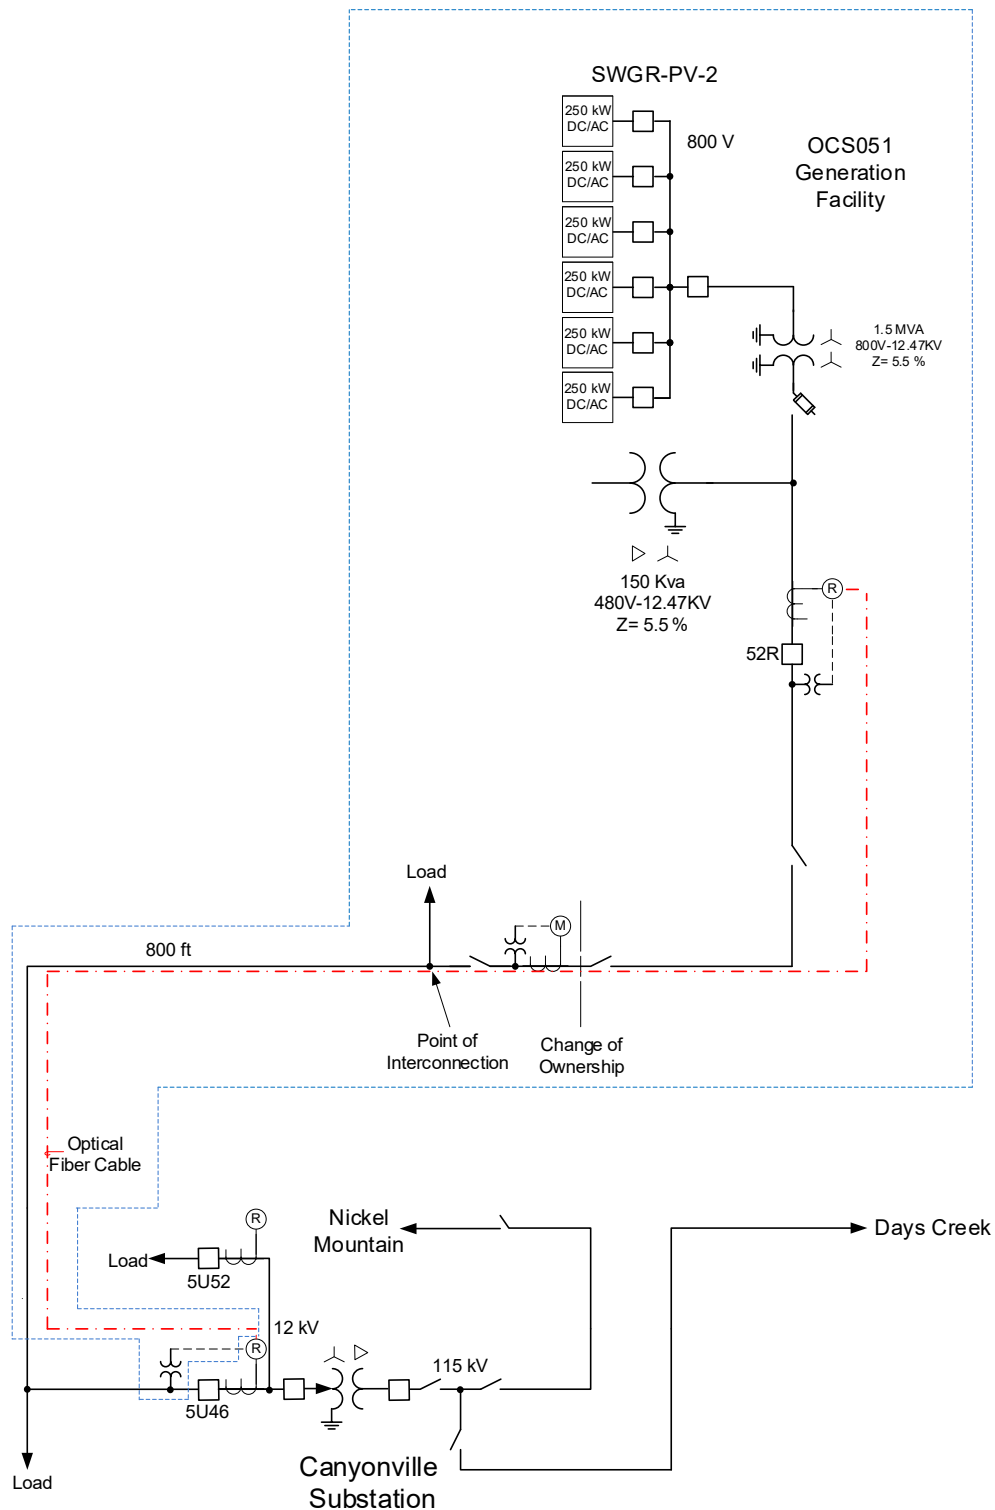 SWGR-PV-2
250 kW
DC/AC
800 V
OCS051
Generation
Facility
250 kW
DC/AC
250 kW
DC/AC
250 kW
DC/AC
1.5 MVA
800V-12.47KV
Z= 5.5 %
250 kW
DC/AC
250 kW
DC/AC
150 Kva
480V-12.47KV
Z= 5.5 %
R
52R
Load
M
800 ft
Point of
Interconnection
Change of
Ownership
Optical
Fiber Cable
R
Nickel
Mountain
Days Creek
Load
5U52
12 kV
R
115 kV
5U46
Load
Canyonville
Substation